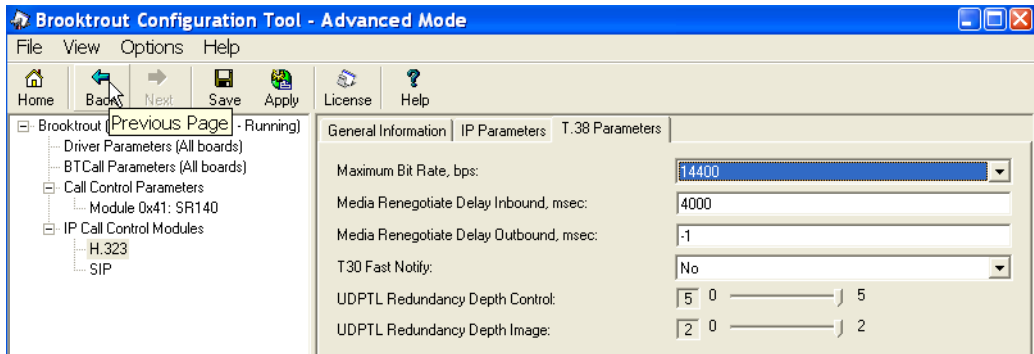 Brooktrout Configuration Tool - Advanced Mode
File View Options Help
Home Back Next Save Apply License Help
Previous Page
Brooktrout ( - Running)
Driver Parameters (All boards)
BTCall Parameters (All boards)
Call Control Parameters
Module 0x41: SR140
IP Call Control Modules
H.323
SIP
General Information IP Parameters T.38 Parameters
Maximum Bit Rate, bps: 14400
Media Renegotiate Delay Inbound, msec: 4000
Media Renegotiate Delay Outbound, msec: -1
T30 Fast Notify: No
UDPTL Redundancy Depth Control: 5 0 5
UDPTL Redundancy Depth Image: 2 0 2